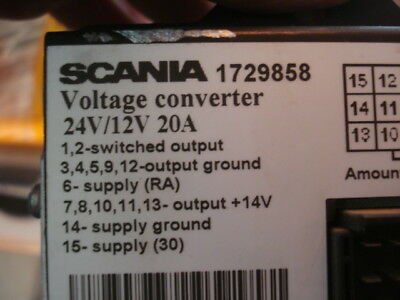 SCANIA 1729858
Voltage converter
24V/12V 20A
1,2-switched output
3,4,5,9,12-output ground
6- supply (RA)
7,8,10,11,13- output +14V
14- supply ground
15- supply (30)
15 12
14 11
13 10
Amoun